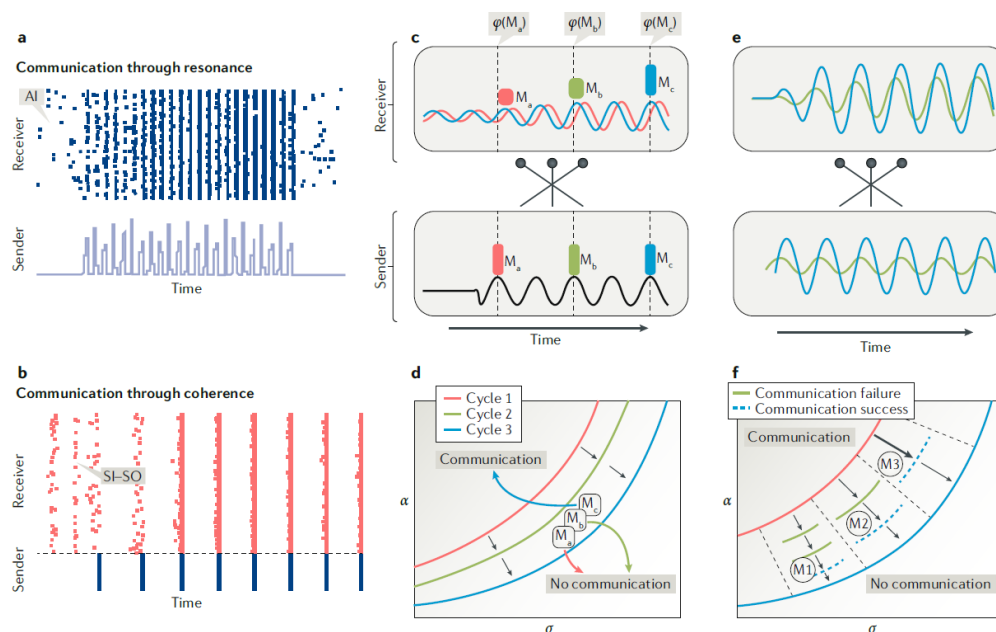 a
Communication through resonance
AI
Receiver
Sender
Time
b
Communication through coherence
SI–SO
Receiver
Sender
Time
c
φ(Ma) φ(Mb) φ(Mc)
Receiver
Ma
Mb
Mc
Sender
Ma
Mb
Mc
Time
d
Cycle 1
Cycle 2
Cycle 3
Communication
α
Mc
Mb
Ma
No communication
σ
e
Time
f
Communication failure
Communication success
Communication
α
M3
M2
M1
No communication
σ